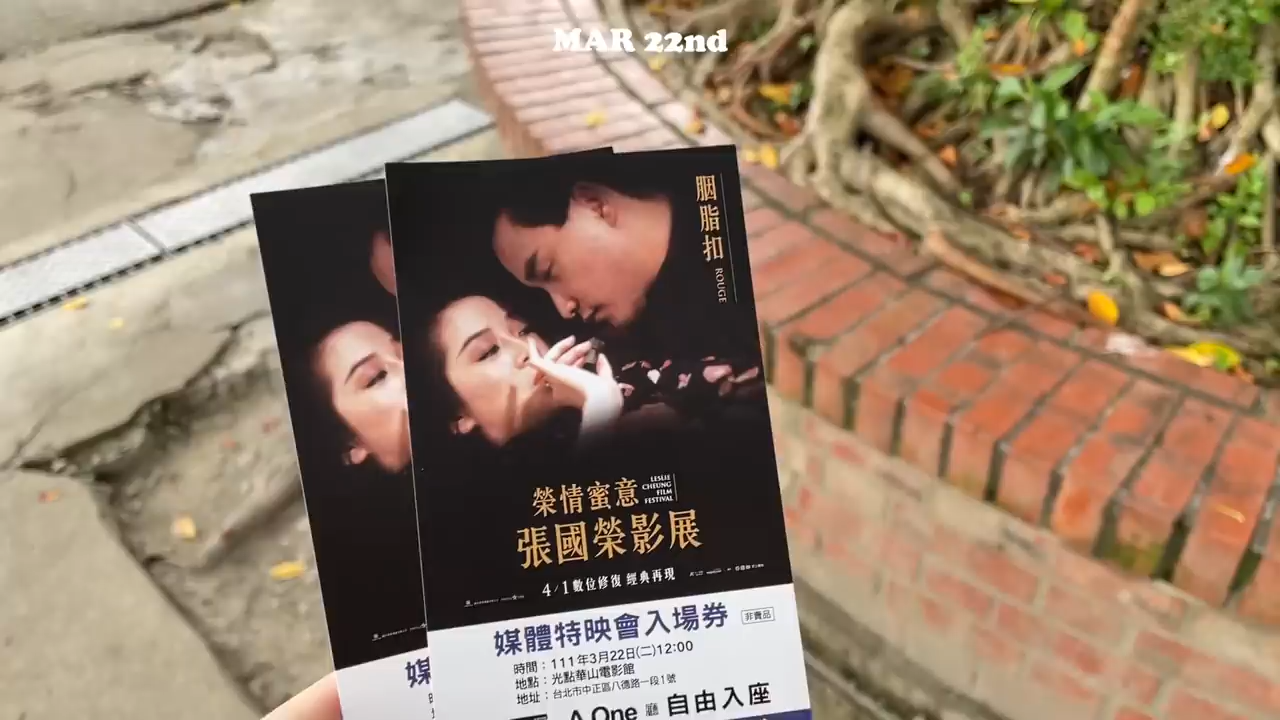 MAR 22nd
胭脂扣 ROUGE
榮情蜜意
LESLIE
CHEUNG
FILM
FESTIVAL
張國榮影展
4/1 數位修復 經典再現
媒體特映會入場券 非賣品
時間：111年3月22日(二)12:00
地點：光點華山電影館
地址：台北市中正區八德路一段1號
A One 廳 自由入座
媒